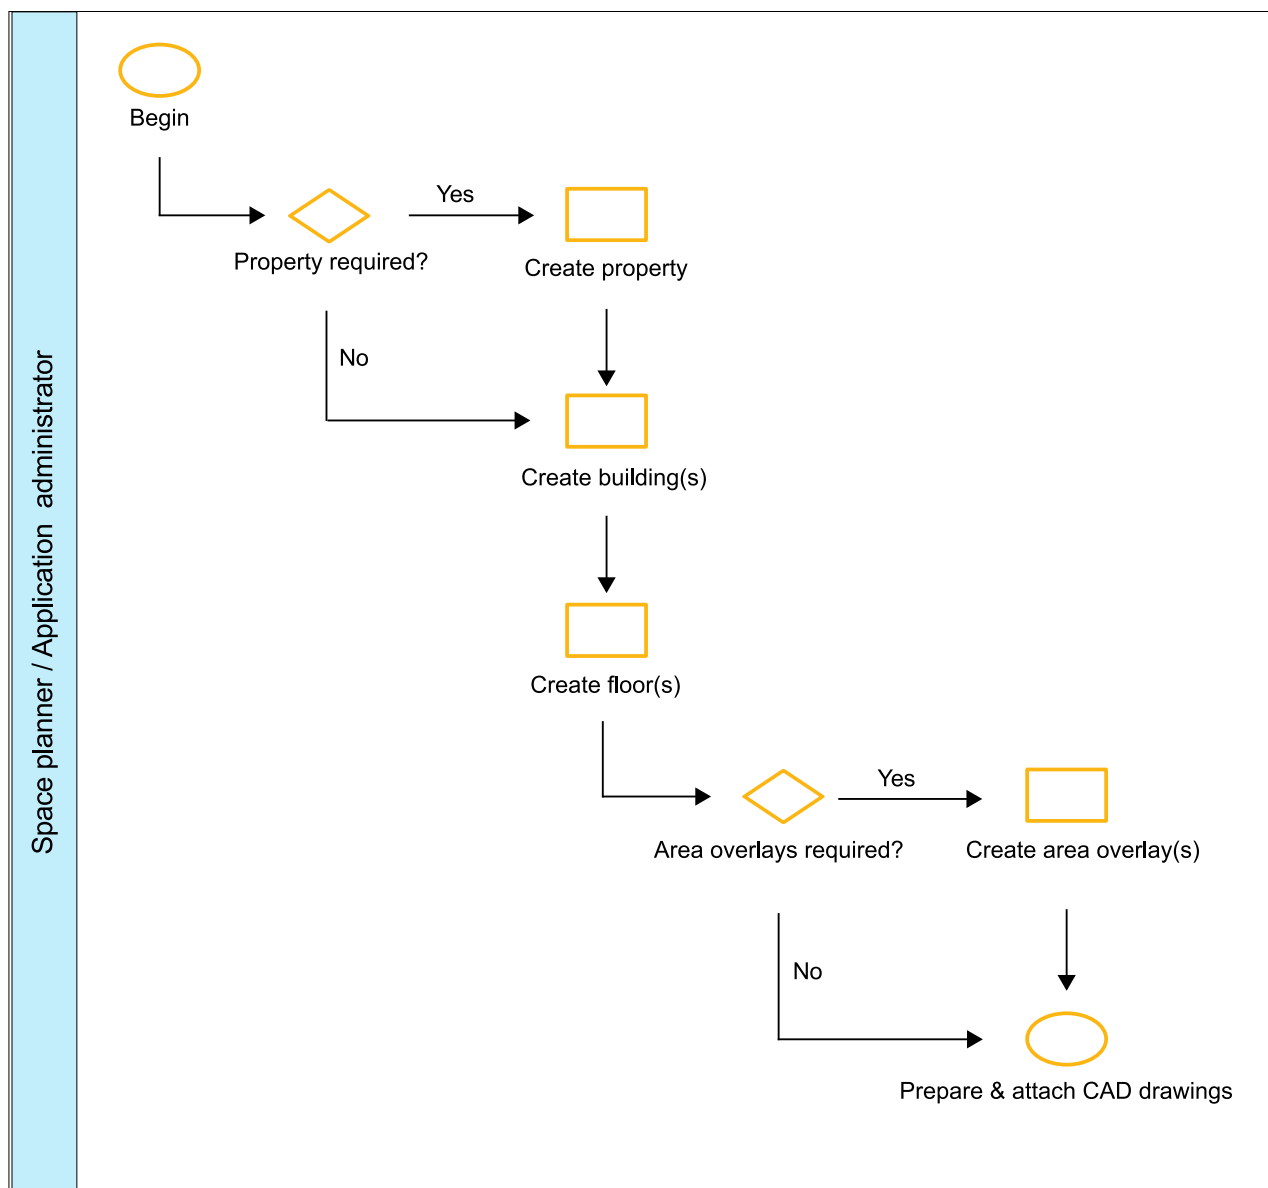 Space planner / Application administrator
Begin
Yes
Property required?
Create property
No
Create building(s)
Create floor(s)
Yes
Area overlays required?
Create area overlay(s)
No
Prepare & attach CAD drawings